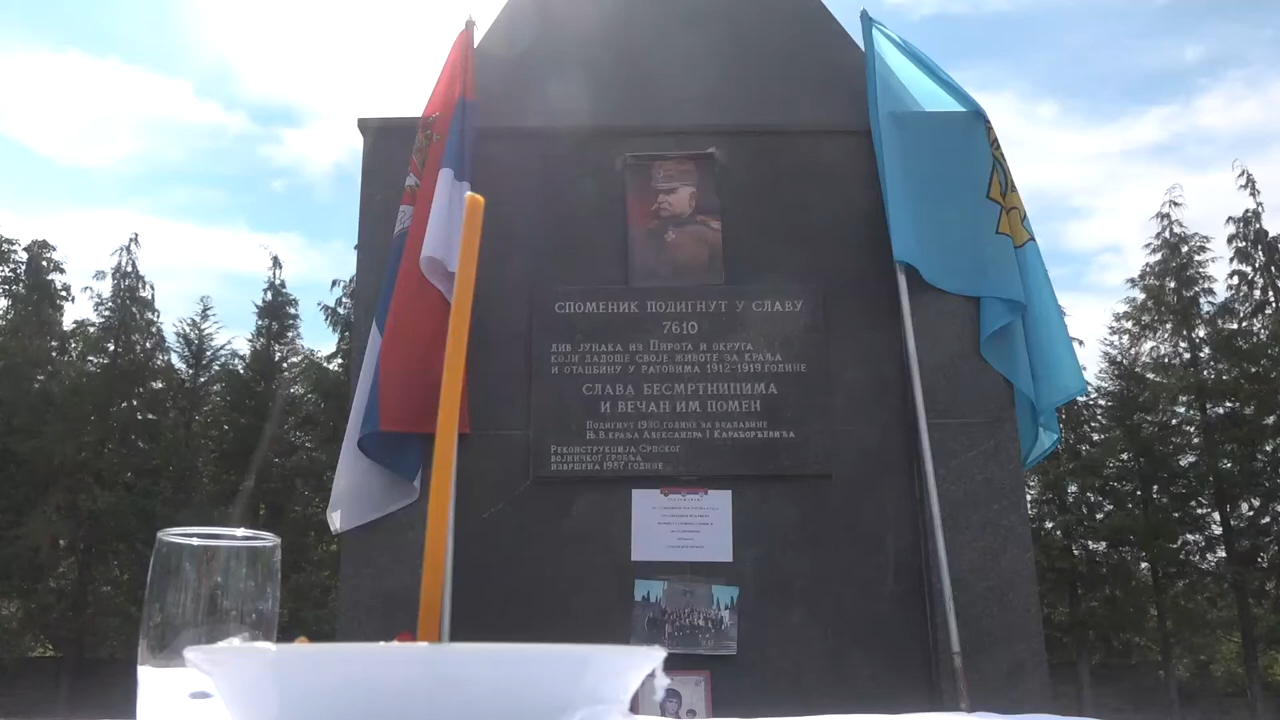 СПОМЕНИК ПОДИГНУТ У СЛАВУ
7610
ДИВ ЈУНАКА ИЗ ПИРОТА И ОКРУГА
КОЈИ ДАДОШЕ СВОЈЕ ЖИВОТЕ ЗА КРАЉА
И ОТАЏБИНУ У РАТОВИМА 1912-1919 ГОДИНЕ
СЛАВА БЕСМРТНИЦИМА
И ВЕЧАН ИМ ПОМЕН
ПОДИГНУТ 1930 ГОДИНЕ ЗА ВЛАДАВИНЕ
Њ.В. КРАЉА АЛЕКСАНДРА I КАРАЂОРЂЕВИЋА
РЕКОНСТРУКЦИЈА СРПСКОГ
ВОЈНИЧКОГ ГРОБЉА
ИЗВРШЕНА 1987 ГОДИНЕ